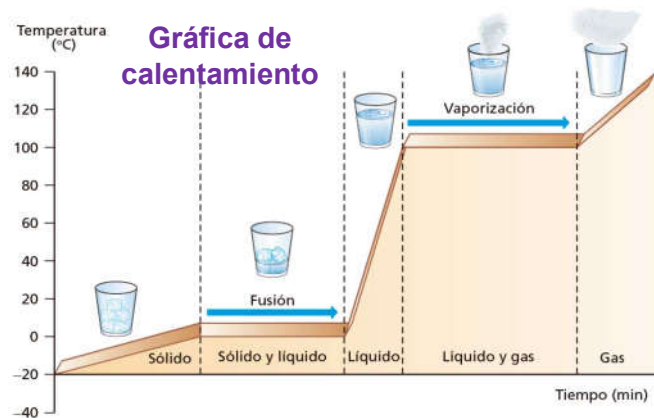 Temperatura
(ºC)
Gráfica de
calentamiento
140
120
100
80
60
40
20
0
−20
−40
Vaporización
Fusión
Sólido
Sólido y líquido
Líquido
Líquido y gas
Gas
Tiempo (min)